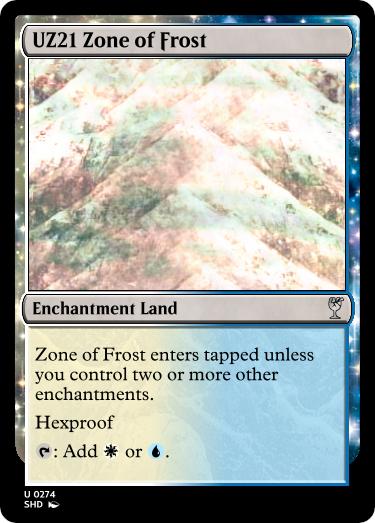 UZ21 Zone of Frost
Enchantment Land
Zone of Frost enters tapped unless
you control two or more other
enchantments.
Hexproof
: Add or .
U 0274
SHD